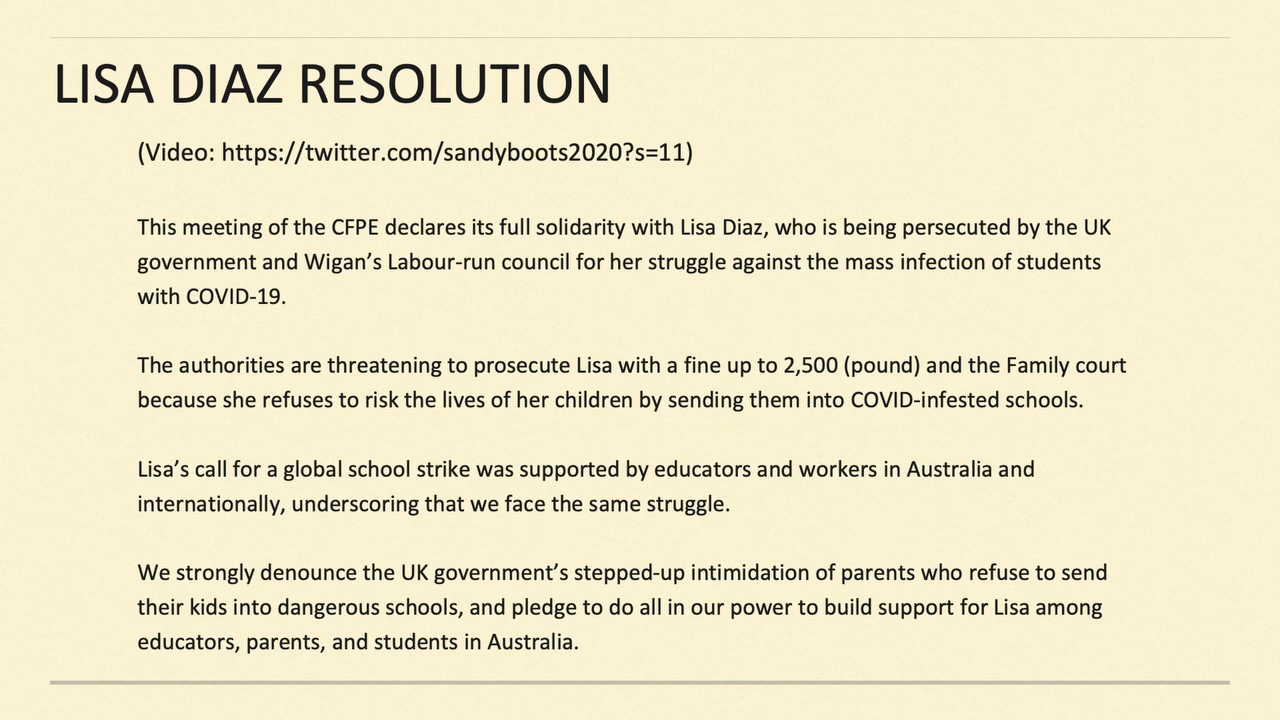 LISA DIAZ RESOLUTION
(Video: https://twitter.com/sandyboots2020?s=11)
This meeting of the CFPE declares its full solidarity with Lisa Diaz, who is being persecuted by the UK
government and Wigan’s Labour-run council for her struggle against the mass infection of students
with COVID-19.
The authorities are threatening to prosecute Lisa with a fine up to 2,500 (pound) and the Family court
because she refuses to risk the lives of her children by sending them into COVID-infested schools.
Lisa’s call for a global school strike was supported by educators and workers in Australia and
internationally, underscoring that we face the same struggle.
We strongly denounce the UK government’s stepped-up intimidation of parents who refuse to send
their kids into dangerous schools, and pledge to do all in our power to build support for Lisa among
educators, parents, and students in Australia.